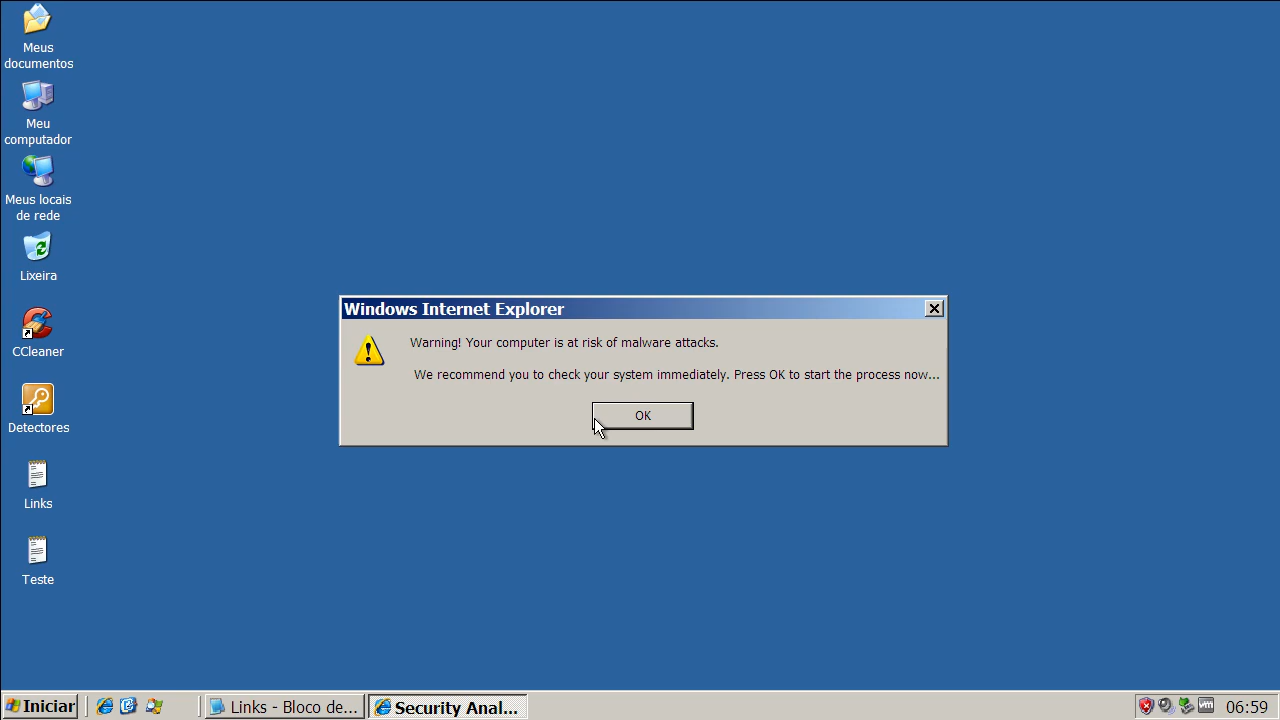 Meus
documentos
Meu
computador
Meus locais
de rede
Lixeira
CCleaner
Detectores
Links
Teste
Windows Internet Explorer
Warning! Your computer is at risk of malware attacks.
We recommend you to check your system immediately. Press OK to start the process now...
OK
Iniciar
Links - Bloco de...
Security Anal...
vm
06:59